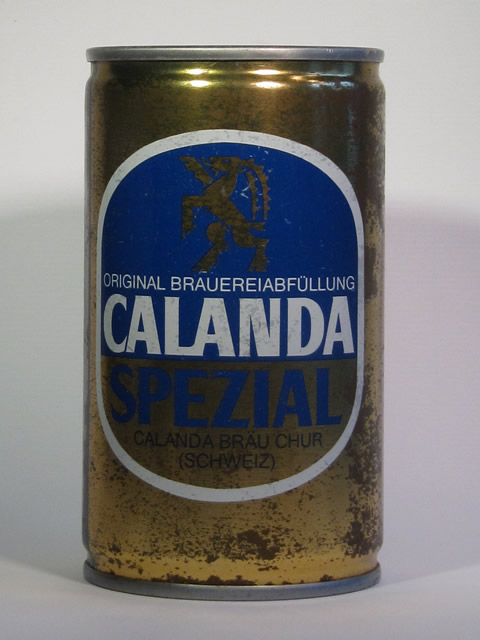 ORIGINAL BRAUEREIABFÜLLUNG
CALANDA
SPEZIAL
CALANDA BRÄU CHUR
(SCHWEIZ)